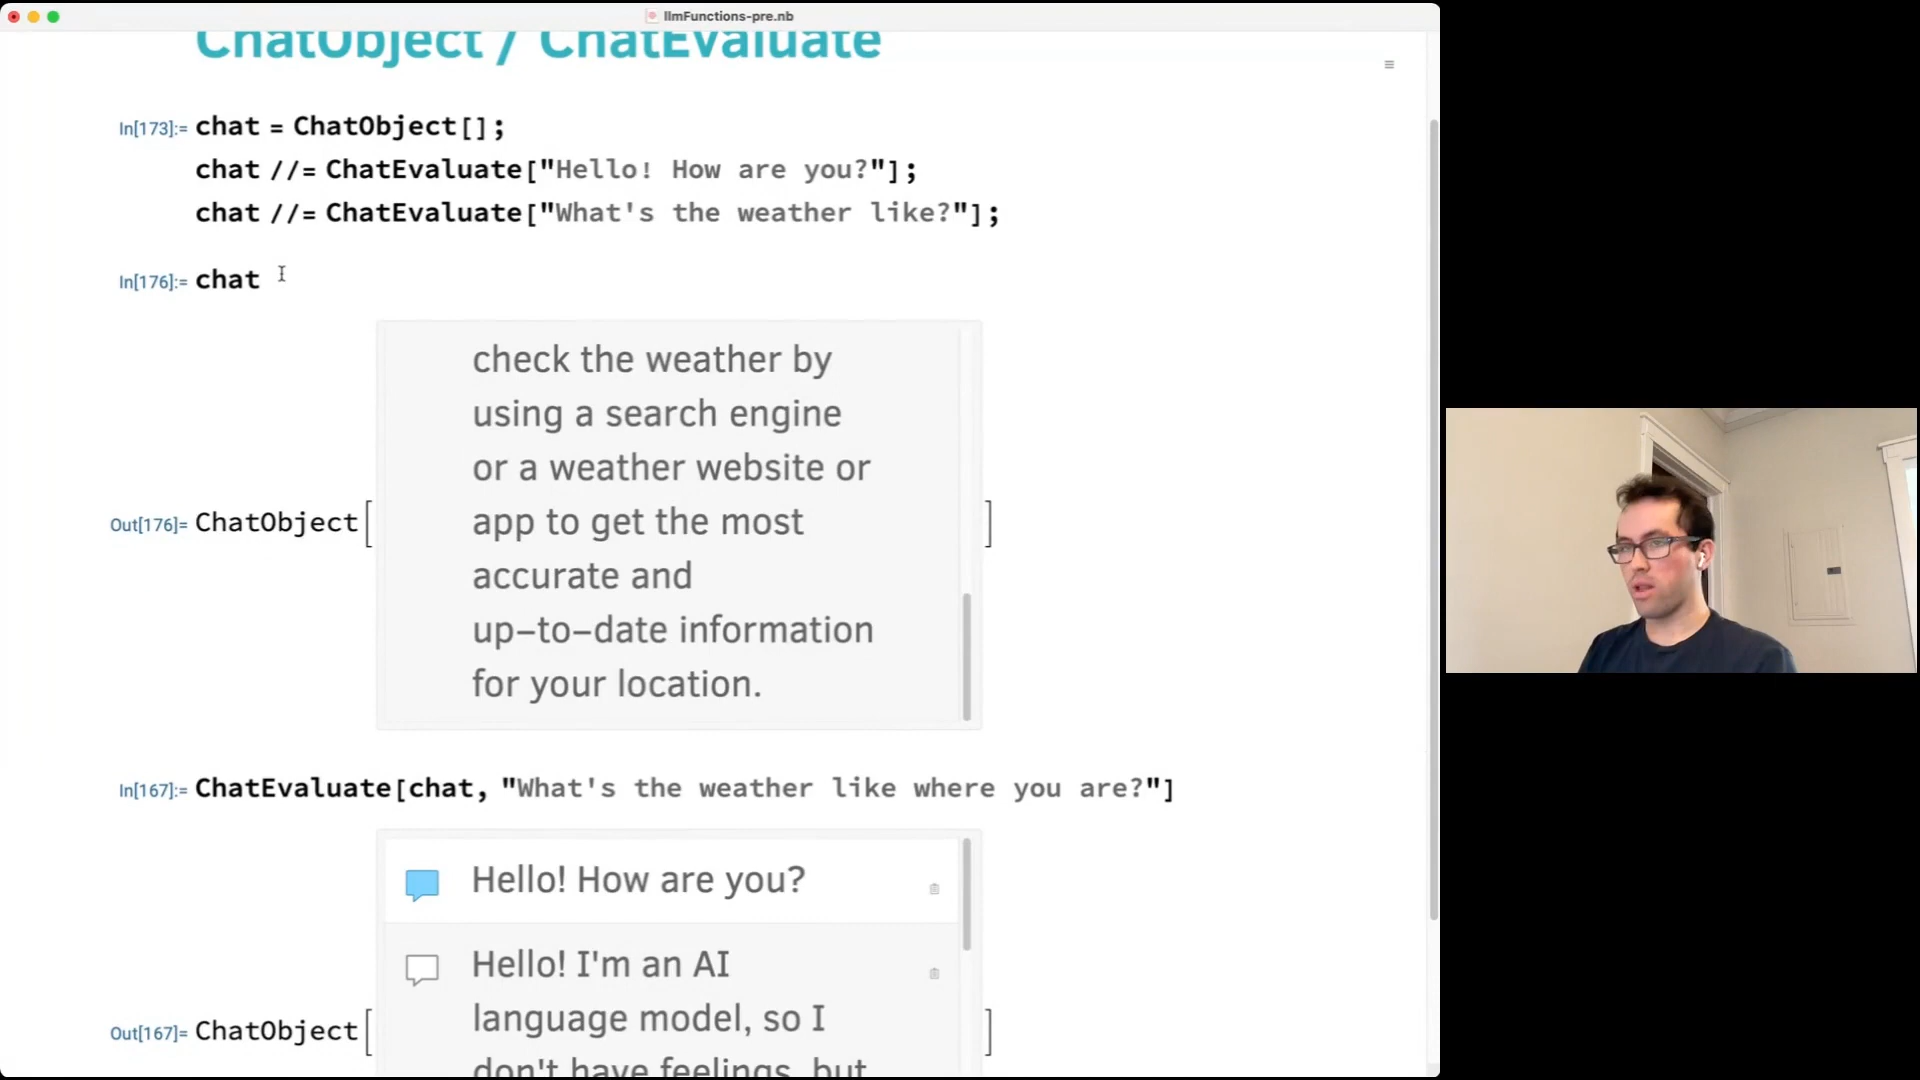 llmFunctions-pre.nb
ChatObject / ChatEvaluate
In[173]:= chat = ChatObject[];
chat //= ChatEvaluate["Hello! How are you?"];
chat //= ChatEvaluate["What's the weather like?"];
In[176]:= chat
check the weather by
using a search engine
or a weather website or
app to get the most
accurate and
up-to-date information
for your location.
Out[176]= ChatObject[ ]
In[167]:= ChatEvaluate[chat, "What's the weather like where you are?"]
Hello! How are you?
Hello! I'm an AI
language model, so I
don't have feelings, but
Out[167]= ChatObject[ ]